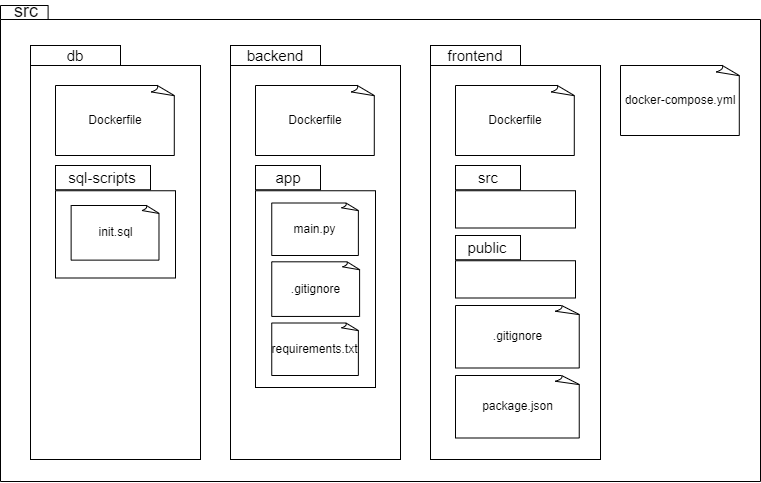 src
db
Dockerfile
sql-scripts
init.sql
backend
Dockerfile
app
main.py
.gitignore
requirements.txt
frontend
Dockerfile
src
public
.gitignore
package.json
docker-compose.yml